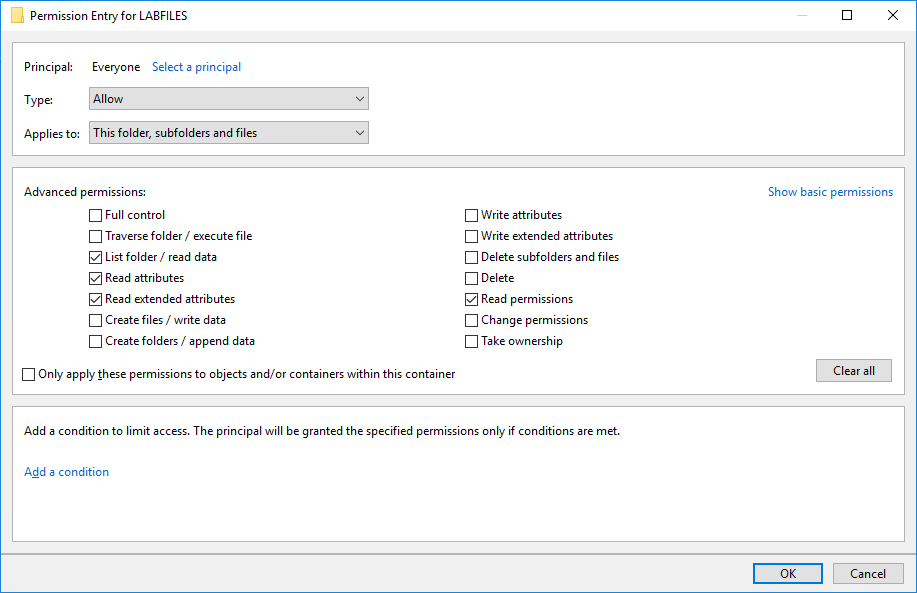 Permission Entry for LABFILES
Principal: Everyone Select a principal
Type: Allow
Applies to: This folder, subfolders and files
Advanced permissions: Show basic permissions
Full control
Traverse folder / execute file
List folder / read data
Read attributes
Read extended attributes
Create files / write data
Create folders / append data
Write attributes
Write extended attributes
Delete subfolders and files
Delete
Read permissions
Change permissions
Take ownership
Only apply these permissions to objects and/or containers within this container
Clear all
Add a condition to limit access. The principal will be granted the specified permissions only if conditions are met.
Add a condition
OK Cancel